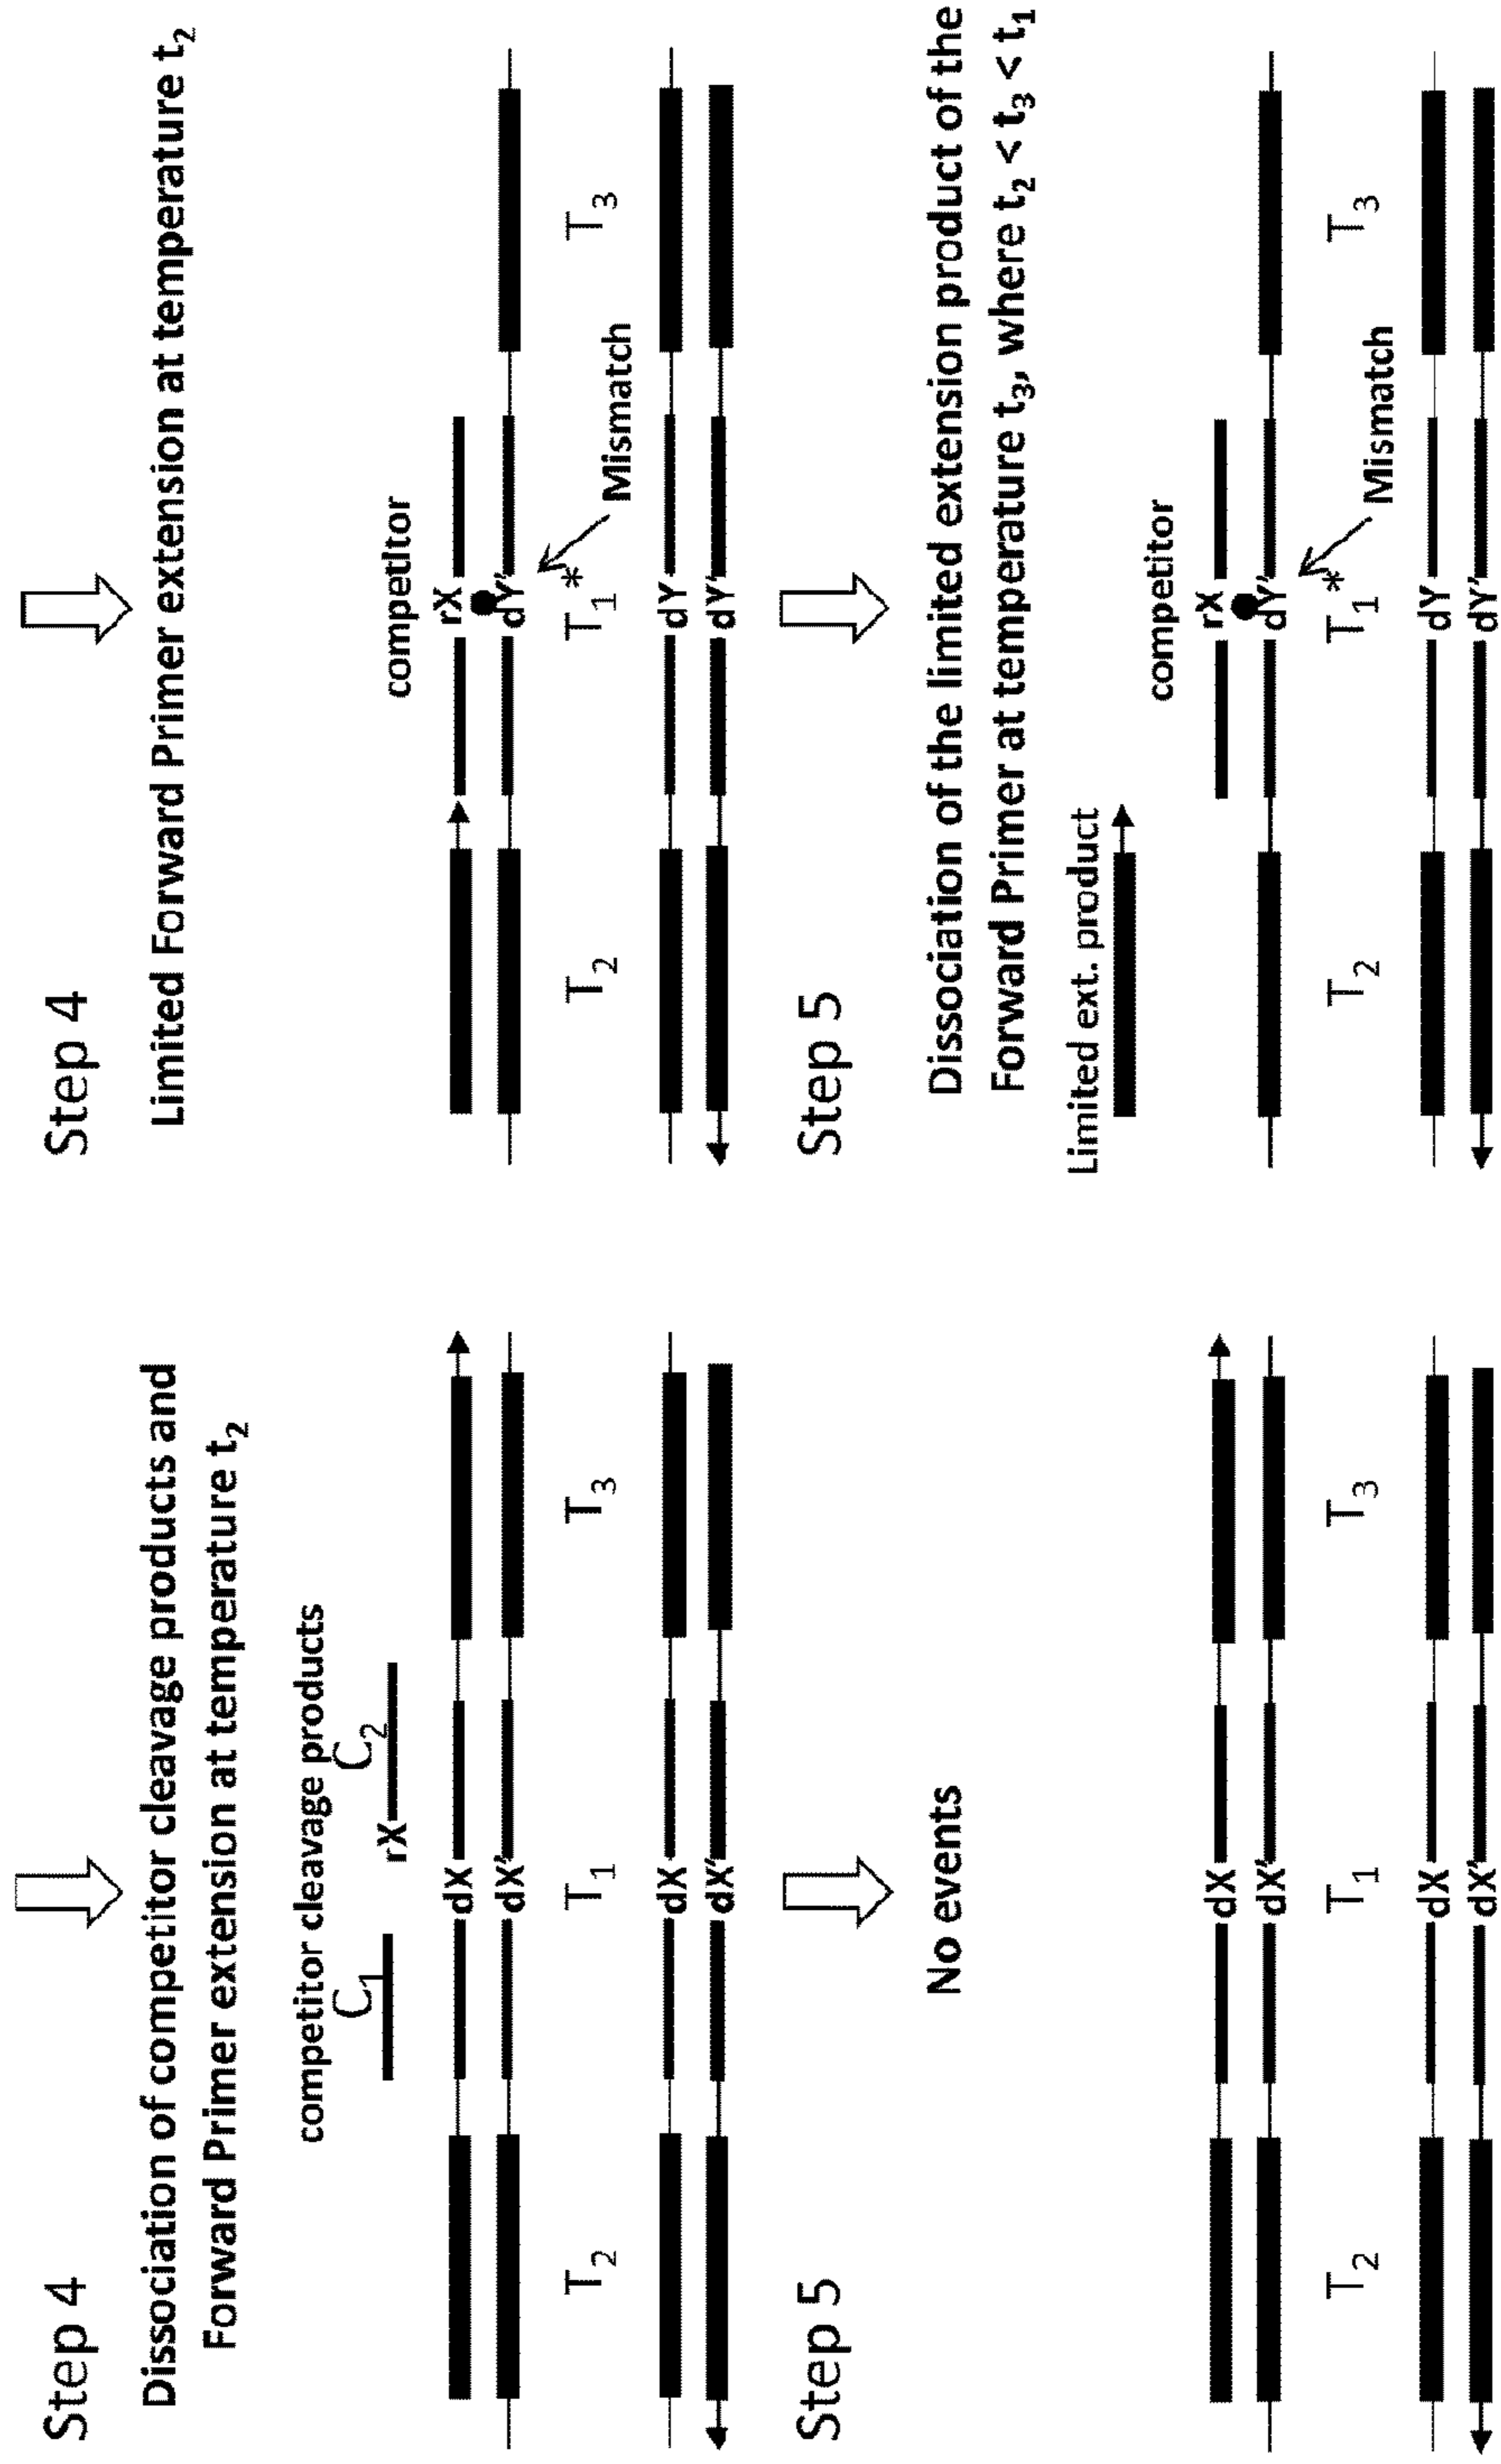 Step 4
Dissociation of competitor cleavage products and
Forward Primer extension at temperature t₂
competitor cleavage products
C₁ C₂
rX
dX
dX'
T₂ T₁ T₃
dX
dX'
Step 5
No events
dX
dX'
T₂ T₁ T₃
dX
dX'
Step 4
Limited Forward Primer extension at temperature t₂
competitor
rX
dY'
Mismatch
T₂ T₁* T₃
dY
dY'
Step 5
Dissociation of the limited extension product of the
Forward Primer at temperature t₃, where t₂ < t₃ < t₁
Limited ext. product
competitor
rX
dY'
Mismatch
T₂ T₁* T₃
dY
dY'